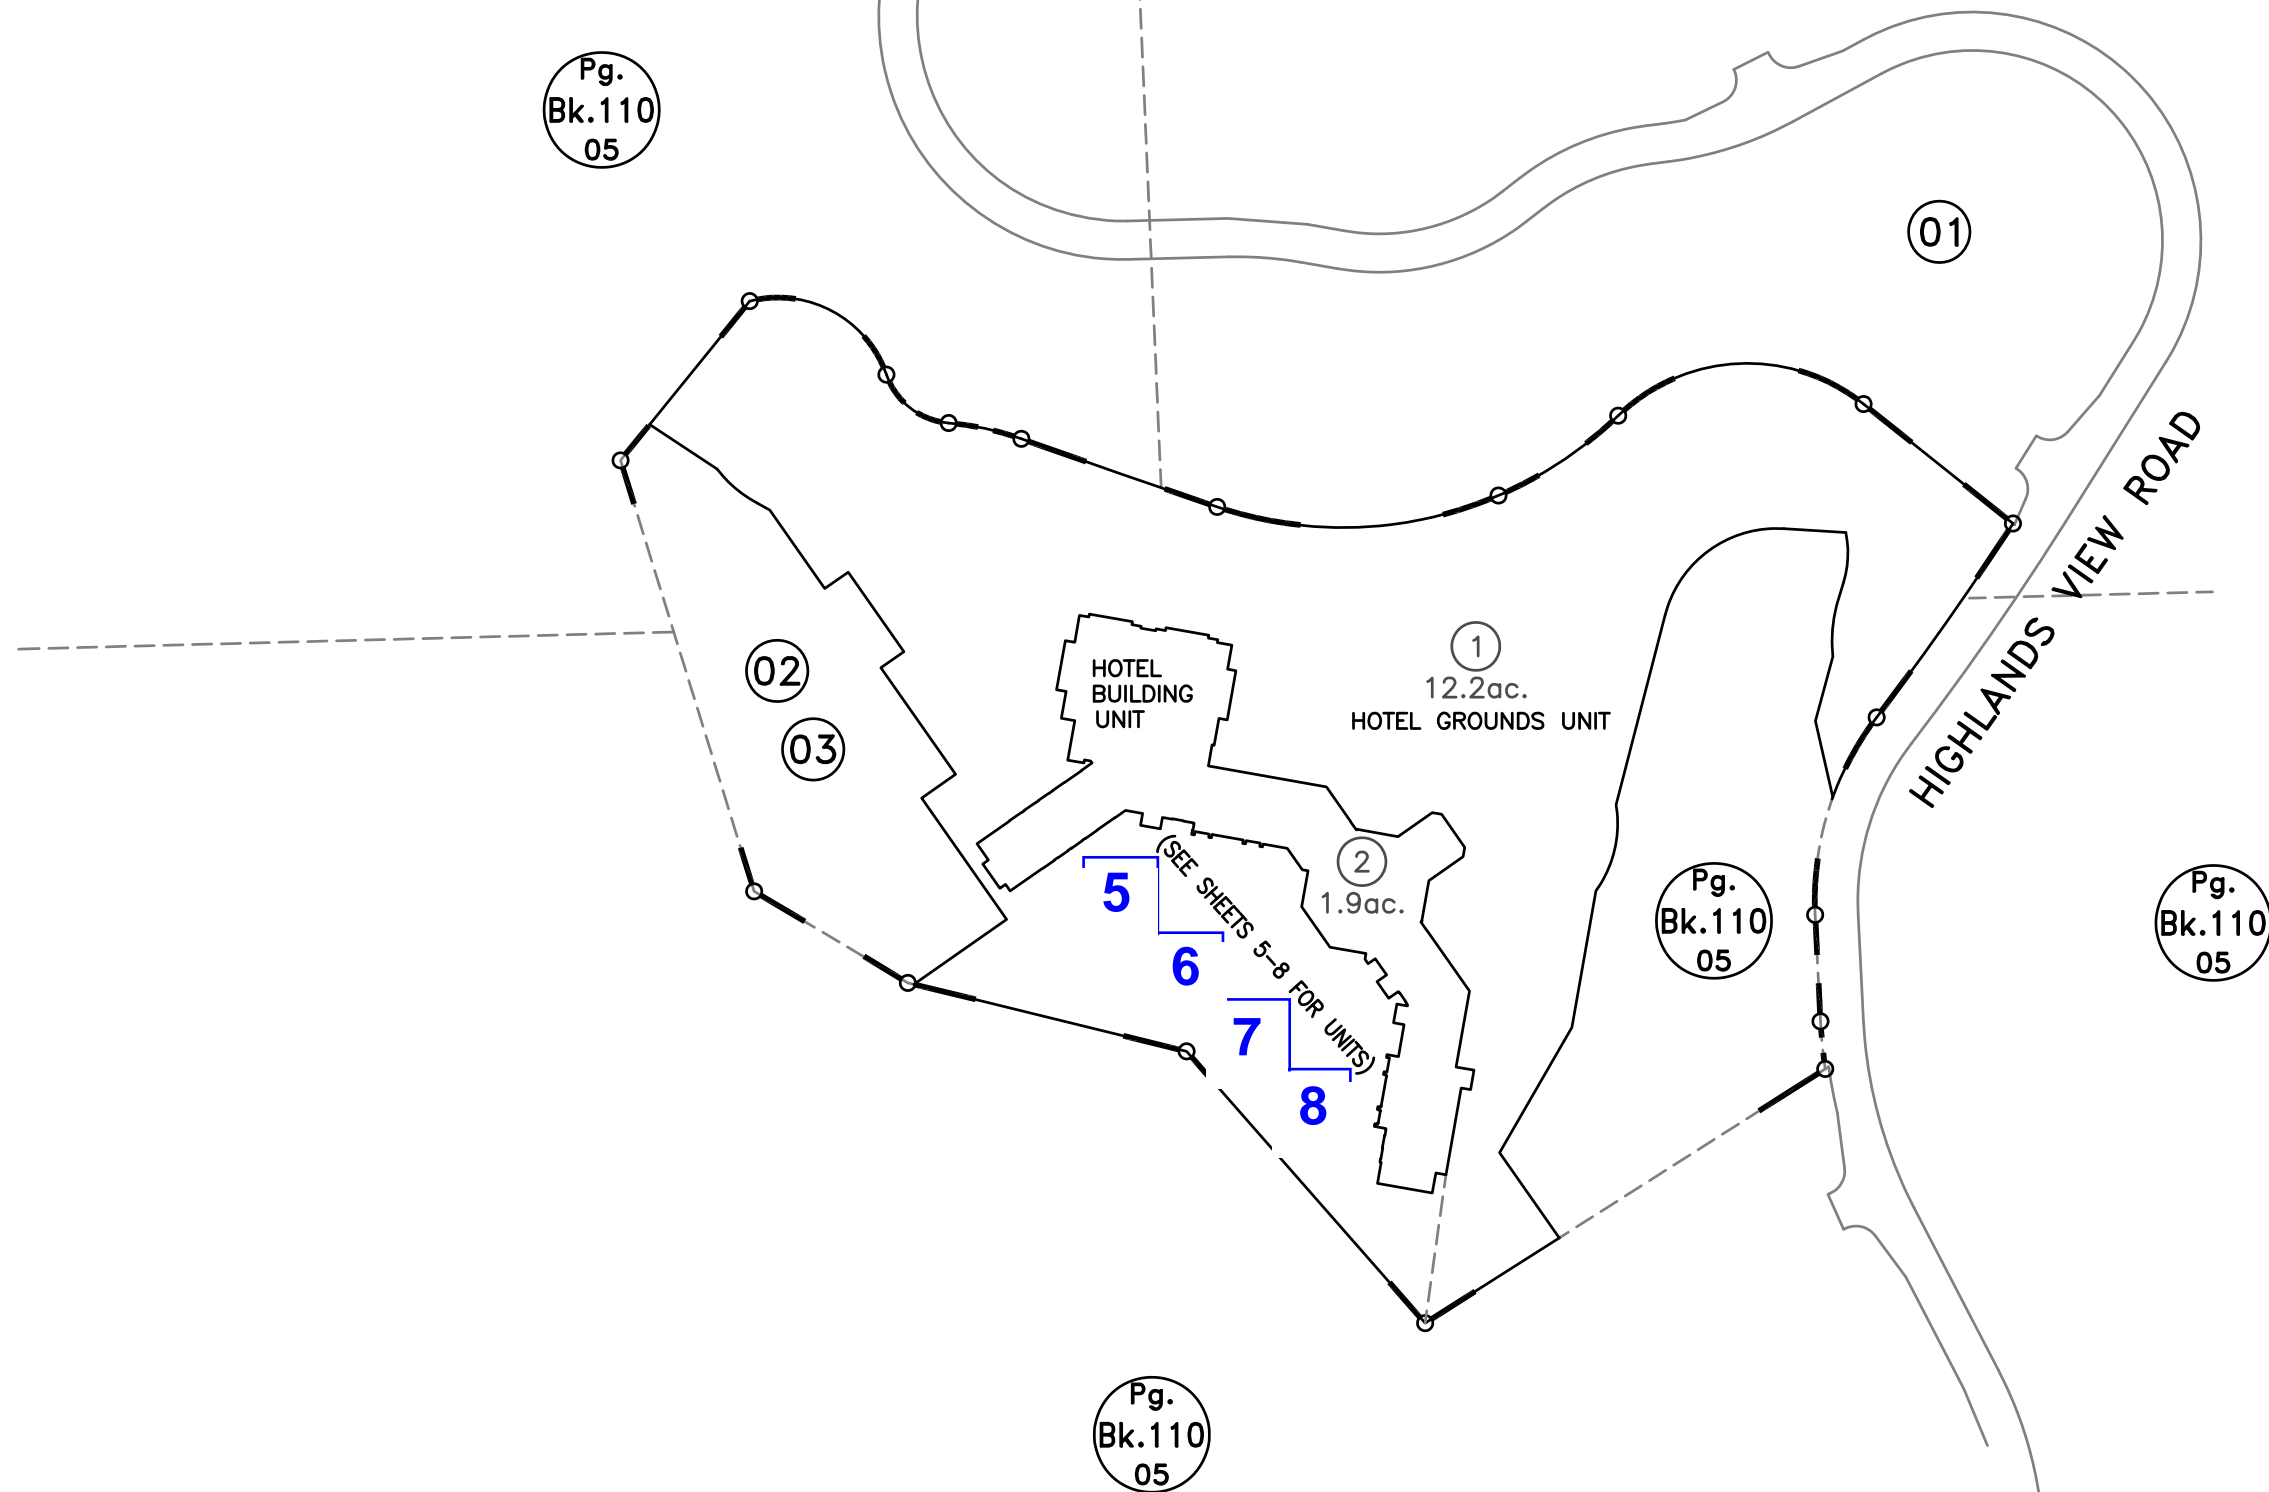 Pg.
Bk.110
05
01
HIGHLANDS VIEW ROAD
02
03
HOTEL
BUILDING
UNIT
1
12.2ac.
HOTEL GROUNDS UNIT
2
1.9ac.
(SEE SHEETS 5-8 FOR UNITS)
5
6
7
8
Pg.
Bk.110
05
Pg.
Bk.110
05
Pg.
Bk.110
05